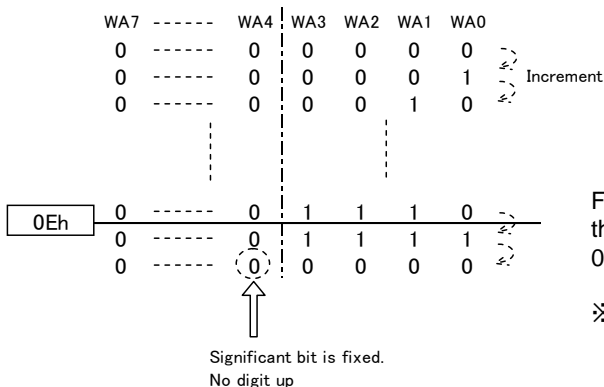 WA7 ------ WA4 WA3 WA2 WA1 WA0
0 ------ 0 0 0 0 0
0 ------ 0 0 0 0 1 Increment
0 ------ 0 0 0 1 0
0 ------ 0 1 1 1 0
0Eh
0 ------ 0 1 1 1 1
0 ------ 0 0 0 0 0
F
th
0
※
Significant bit is fixed.
No digit up